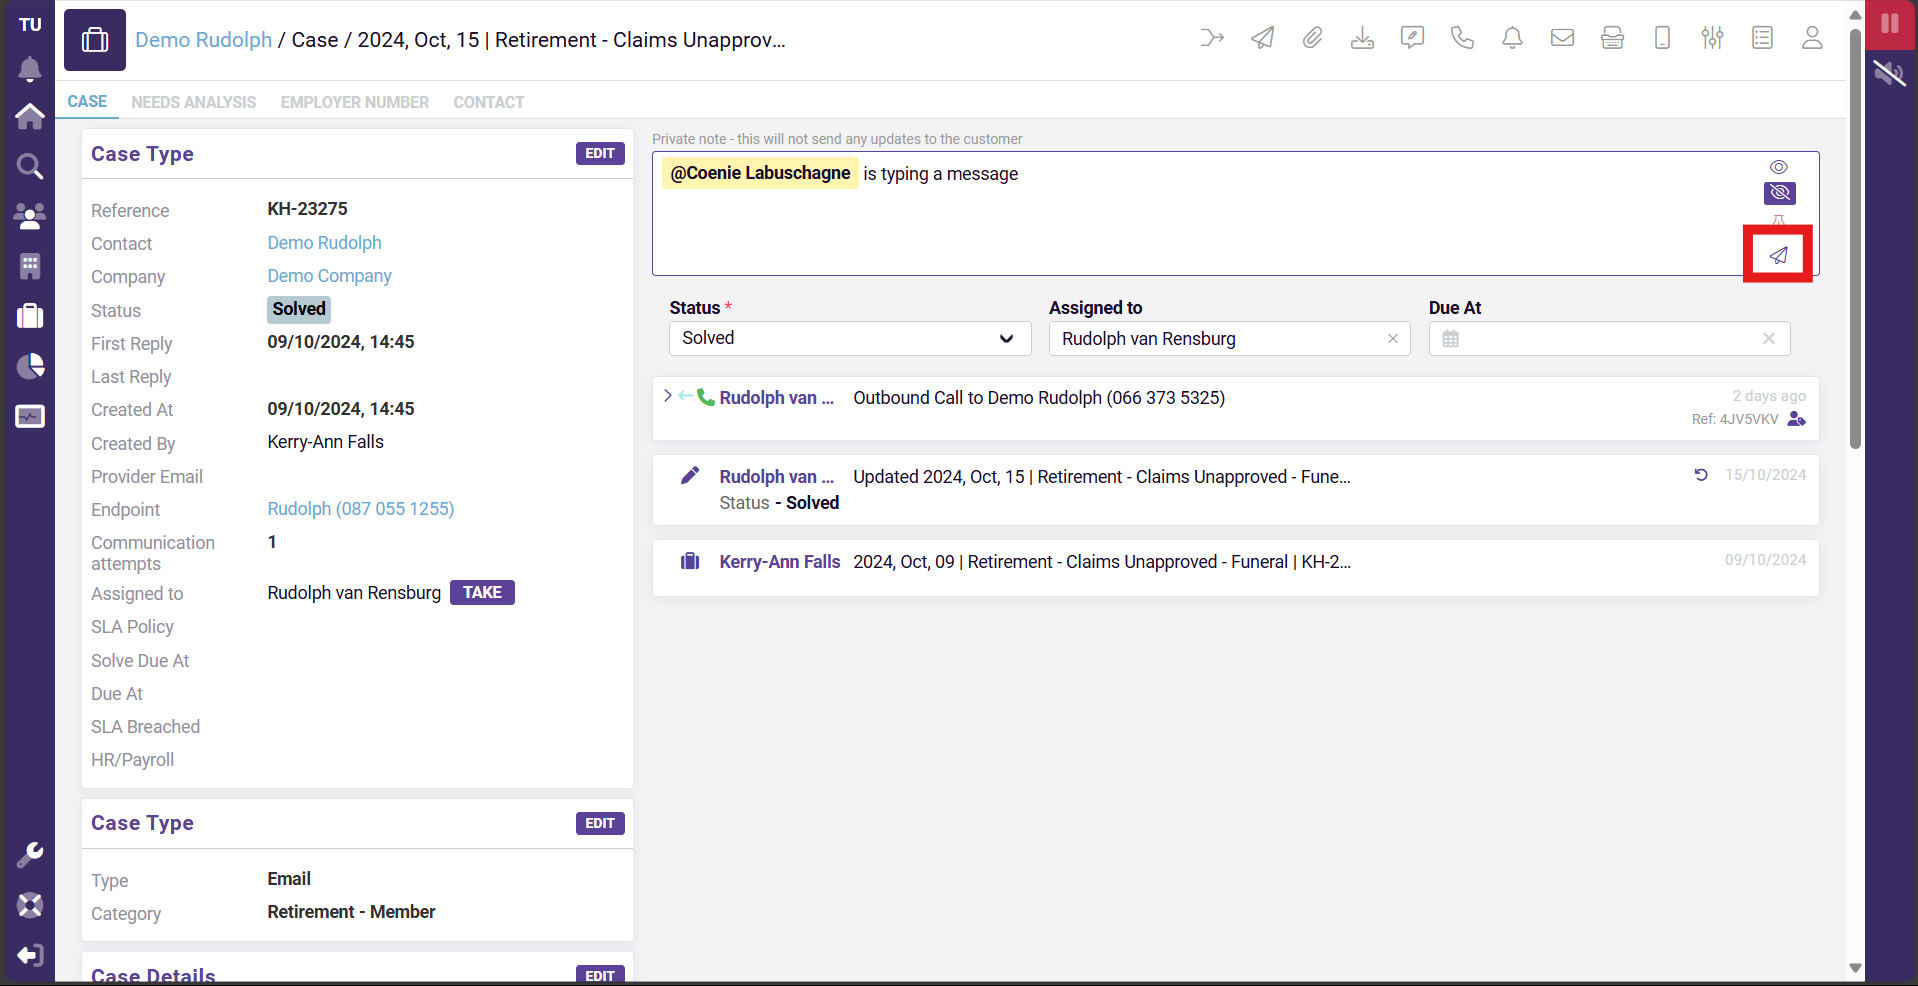 TU
Demo Rudolph / Case / 2024, Oct, 15 | Retirement - Claims Unapprov...
CASE NEEDS ANALYSIS EMPLOYER NUMBER CONTACT
Case Type EDIT
Reference KH-23275
Contact Demo Rudolph
Company Demo Company
Status Solved
First Reply 09/10/2024, 14:45
Last Reply
Created At 09/10/2024, 14:45
Created By Kerry-Ann Falls
Provider Email
Endpoint Rudolph (087 055 1255)
Communication attempts 1
Assigned to Rudolph van Rensburg TAKE
SLA Policy
Solve Due At
Due At
SLA Breached
HR/Payroll
Case Type EDIT
Type Email
Category Retirement - Member
Case Details EDIT
Private note - this will not send any updates to the customer
@Coenie Labuschagne is typing a message
Status * Assigned to Due At
Solved Rudolph van Rensburg
Rudolph van ... Outbound Call to Demo Rudolph (066 373 5325) 2 days ago
Ref: 4JV5VKV
Rudolph van ... Updated 2024, Oct, 15 | Retirement - Claims Unapproved - Fune... 15/10/2024
Status - Solved
Kerry-Ann Falls 2024, Oct, 09 | Retirement - Claims Unapproved - Funeral | KH-2... 09/10/2024